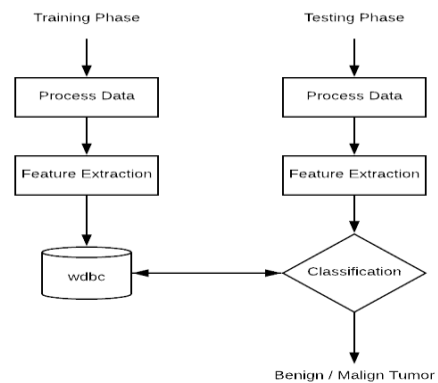 Training Phase
Process Data
Feature Extraction
wdbc
Testing Phase
Process Data
Feature Extraction
Classification
Benign / Malign Tumor